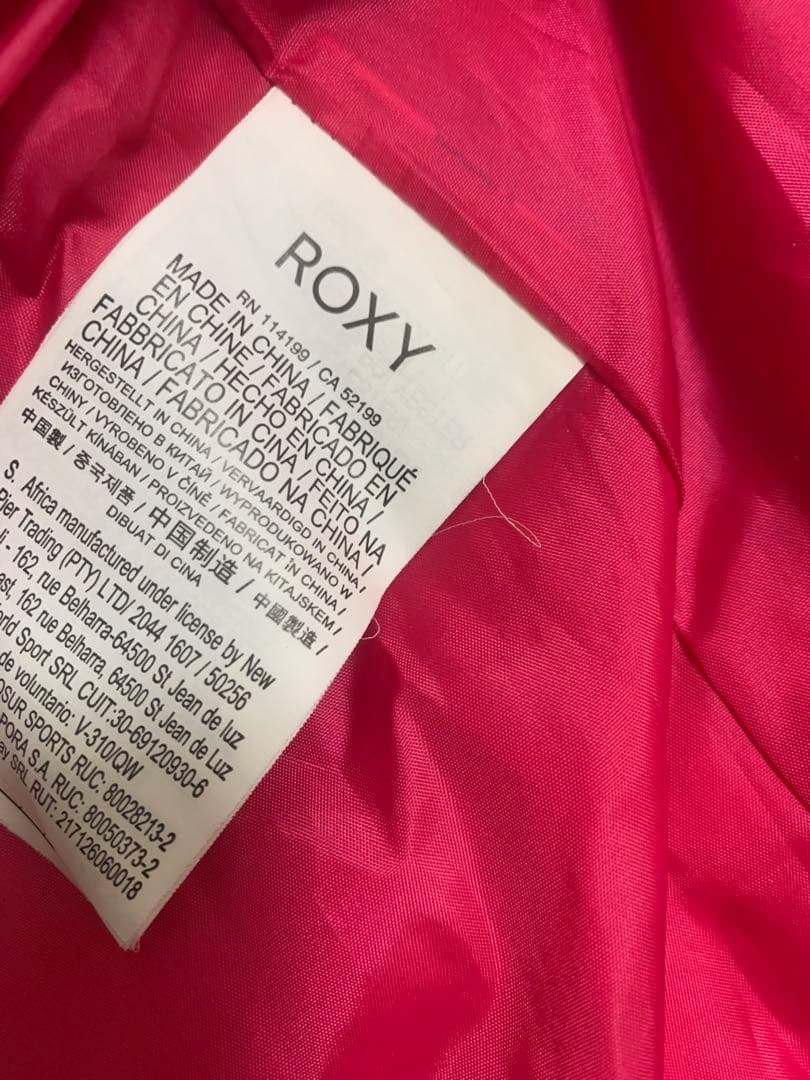 ROXY
RN 114199 / CA 52199
MADE IN CHINA / FABRIQUÉ
EN CHINE / FABRICADO EN
CHINA / HECHO EN CHINA /
FABBRICATO IN CINA / FEITO NA
CHINA / FABRICADO NA CHINA /
HERGESTELLT IN CHINA / VERVAARDIGD IN CHINA /
ИЗГОТОВЛЕНО В КИТАЙ / WYPRODUKOWANO W
CHINY / VYROBENO V ČÍNĚ / FABRICAT ÎN CHINA /
KÉSZÜLT KÍNÁBAN / PROIZVEDENO NA KITAJSKEM /
DIBUAT DI CINA
中国製 / 중국제품 / 中国制造 / 中國製造 /
S. Africa manufactured under license by New
Pier Trading (PTY) LTD/ 2044 1607 / 50256
- 162, rue Belharra-64500 St Jean de luz
162 rue Belharra, 64500 St Jean de Luz
Sport SRL CUIT:30-69120930-6
de voluntario: V-310/QW
SPORTS RUC: 80028213-2
S.A. RUC: 80050373-2
SRL RUT: 217126060018